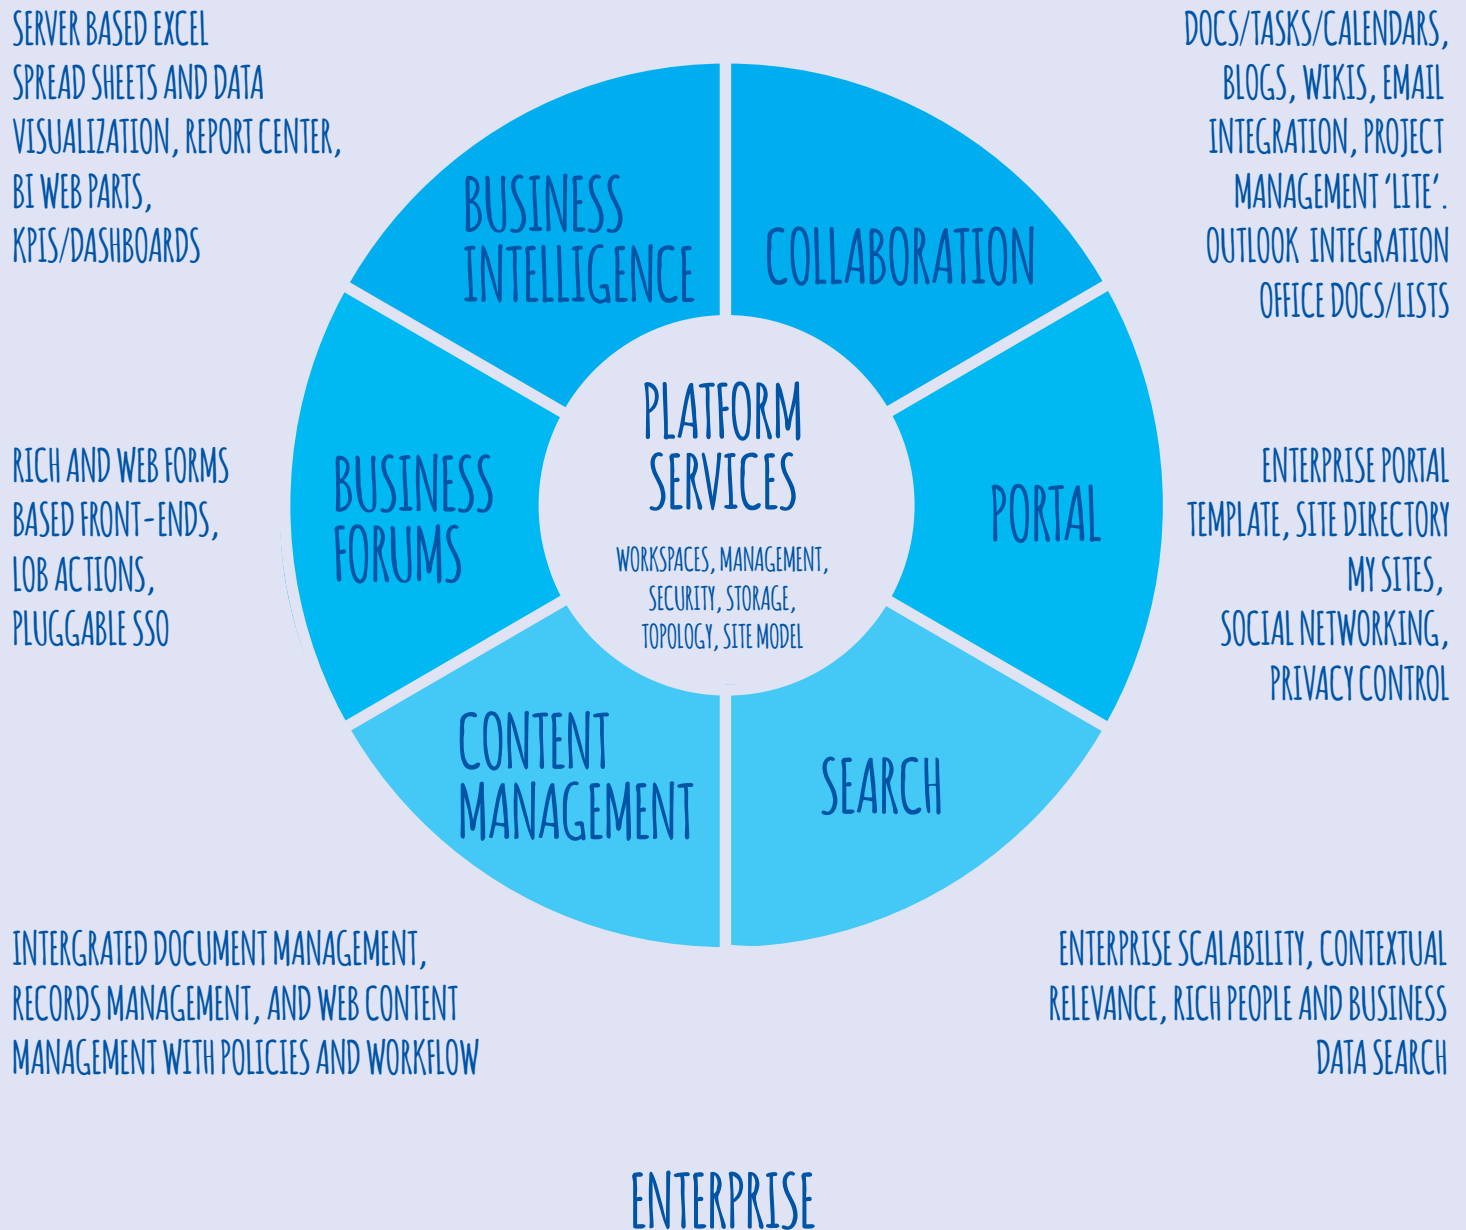 SERVER BASED EXCEL
SPREAD SHEETS AND DATA
VISUALIZATION, REPORT CENTER,
BI WEB PARTS,
KPIS/DASHBOARDS
DOCS/TASKS/CALENDARS,
BLOGS, WIKIS, EMAIL
INTEGRATION, PROJECT
MANAGEMENT 'LITE'.
OUTLOOK INTEGRATION
OFFICE DOCS/LISTS
BUSINESS
INTELLIGENCE
COLLABORATION
PLATFORM
SERVICES
WORKSPACES, MANAGEMENT,
SECURITY, STORAGE,
TOPOLOGY, SITE MODEL
BUSINESS
FORUMS
PORTAL
RICH AND WEB FORMS
BASED FRONT-ENDS,
LOB ACTIONS,
PLUGGABLE SSO
ENTERPRISE PORTAL
TEMPLATE, SITE DIRECTORY
MY SITES,
SOCIAL NETWORKING,
PRIVACY CONTROL
CONTENT
MANAGEMENT
SEARCH
INTERGRATED DOCUMENT MANAGEMENT,
RECORDS MANAGEMENT, AND WEB CONTENT
MANAGEMENT WITH POLICIES AND WORKFLOW
ENTERPRISE SCALABILITY, CONTEXTUAL
RELEVANCE, RICH PEOPLE AND BUSINESS
DATA SEARCH
ENTERPRISE